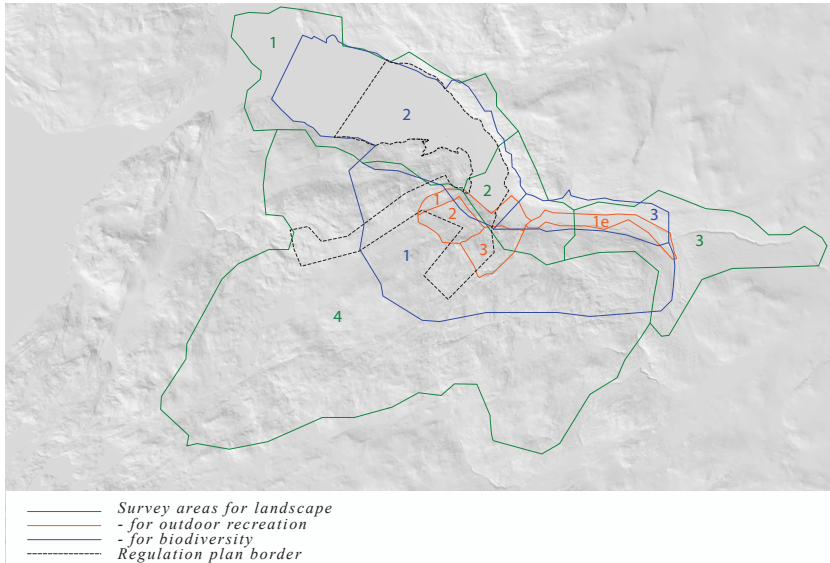 1
2
1
2
2
1e
3
3
3
1
4
Survey areas for landscape
- for outdoor recreation
- for biodiversity
Regulation plan border